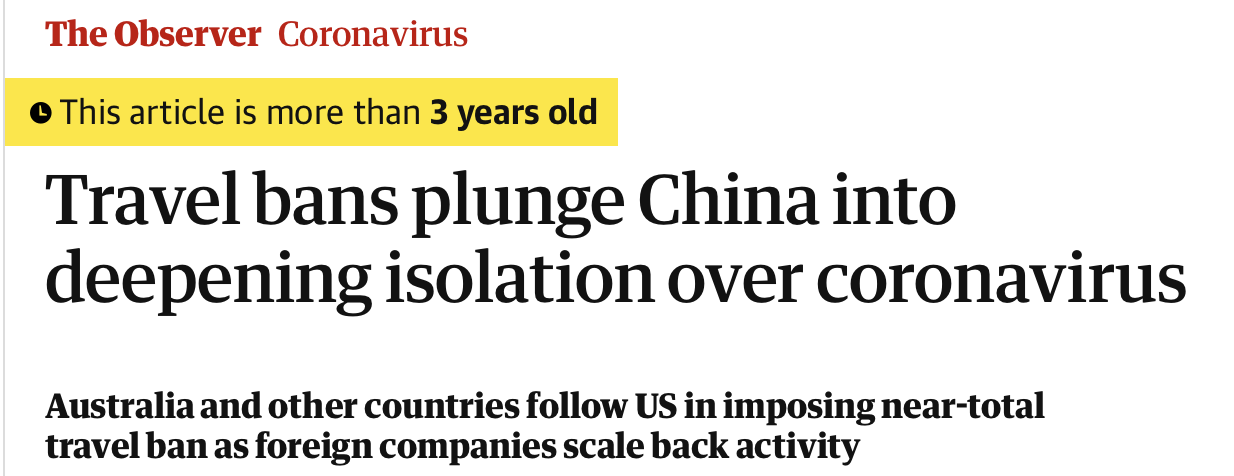 The Observer Coronavirus
This article is more than 3 years old
Travel bans plunge China into
deepening isolation over coronavirus
Australia and other countries follow US in imposing near-total
travel ban as foreign companies scale back activity